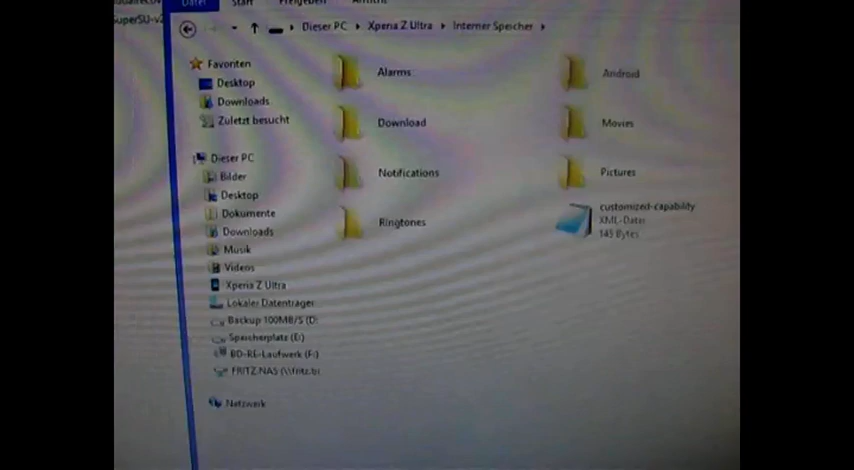 Datei Start Freigeben Ansicht
SuperSU-v2
Dieser PC Xperia Z Ultra Interner Speicher
Favoriten
Desktop
Downloads
Zuletzt besucht
Dieser PC
Bilder
Desktop
Dokumente
Downloads
Musik
Videos
Xperia Z Ultra
Lokaler Datenträger
Backup 100MB/S (D:
Speicherplatz (E:)
BD-RE-Laufwerk (F:)
FRITZ.NAS (\\fritz.b
Netzwerk
Alarms
Android
Download
Movies
Notifications
Pictures
Ringtones
customized-capability
XML-Datei
145 Bytes